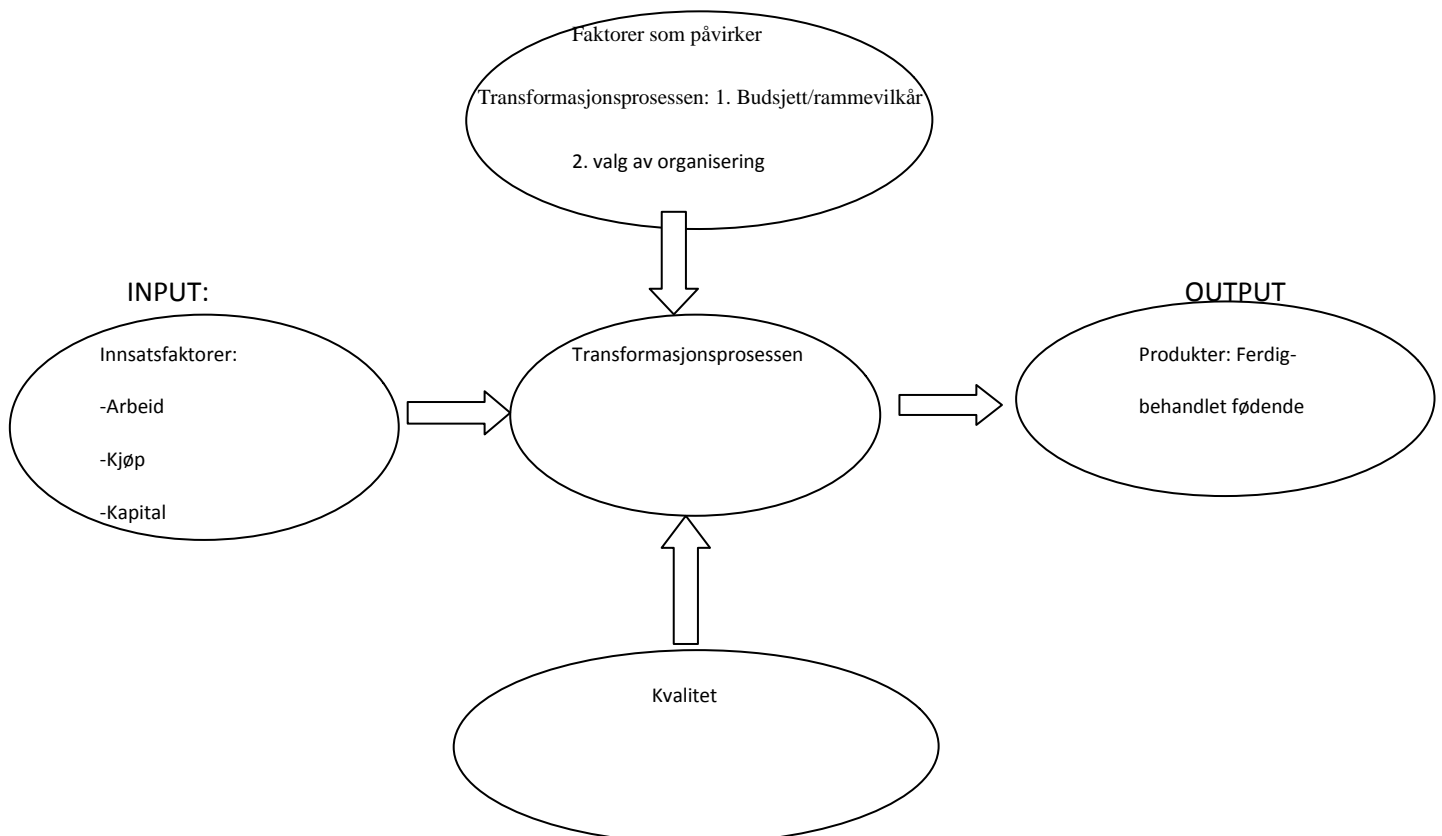 Faktorer som påvirker
Transformasjonsprosessen: 1. Budsjett/rammevilkår
2. valg av organisering
INPUT:
Innsatsfaktorer:
-Arbeid
-Kjøp
-Kapital
Transformasjonsprosessen
OUTPUT
Produkter: Ferdig-
behandlet fødende
Kvalitet